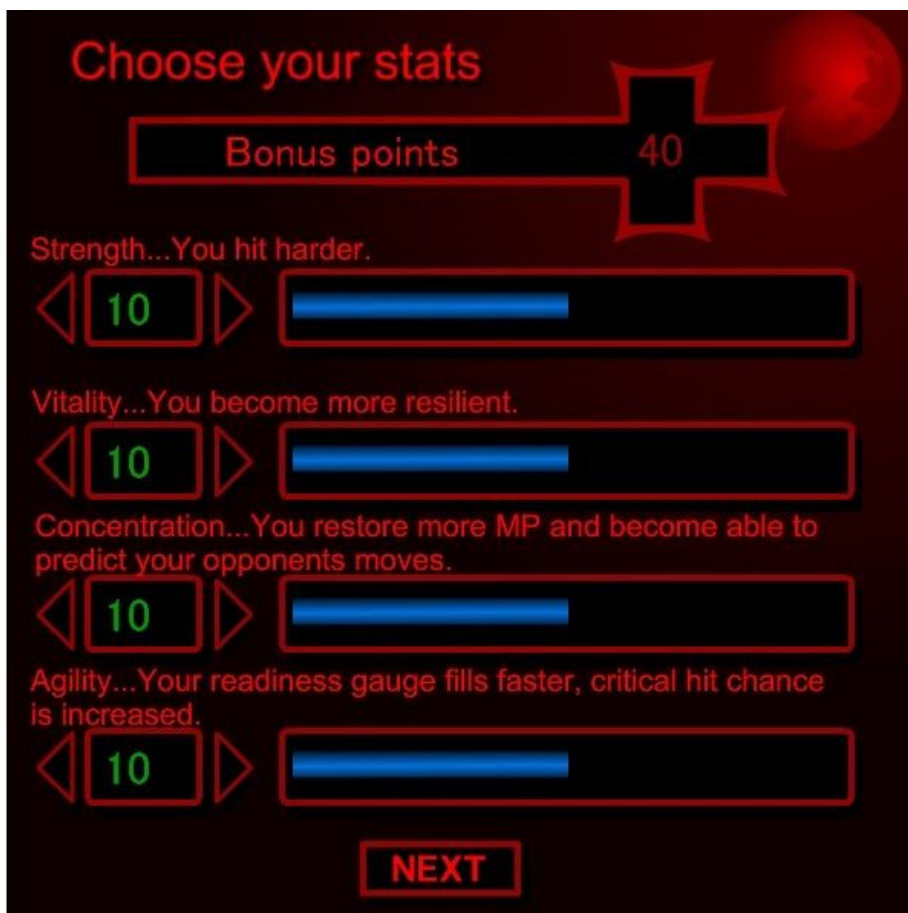 Choose your stats
Bonus points 40
Strength...You hit harder.
10
Vitality...You become more resilient.
10
Concentration...You restore more MP and become able to
predict your opponents moves.
10
Agility...Your readiness gauge fills faster, critical hit chance
is increased.
10
NEXT